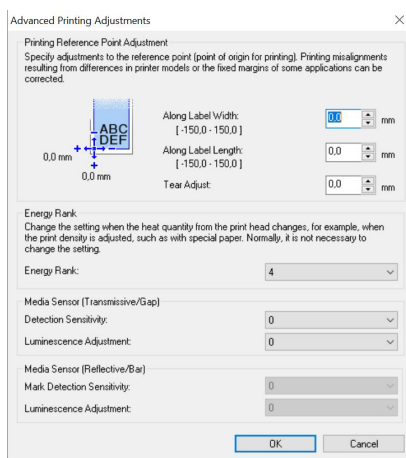 Advanced Printing Adjustments
Printing Reference Point Adjustment
Specify adjustments to the reference point (point of origin for printing). Printing misalignments
resulting from differences in printer models or the fixed margins of some applications can be
corrected.
ABC
DEF
0,0 mm
0,0 mm
Along Label Width:
0,0 mm
[ -150,0 - 150,0 ]
Along Label Length:
0,0 mm
[ -150,0 - 150,0 ]
Tear Adjust:
0,0 mm
Energy Rank
Change the setting when the heat quantity from the print head changes, for example, when
the print density is adjusted, such as with special paper. Normally, it is not necessary to
change the setting.
Energy Rank: 4
Media Sensor (Transmissive/Gap)
Detection Sensitivity: 0
Luminescence Adjustment: 0
Media Sensor (Reflective/Bar)
Mark Detection Sensitivity: 0
Luminescence Adjustment: 0
OK Cancel